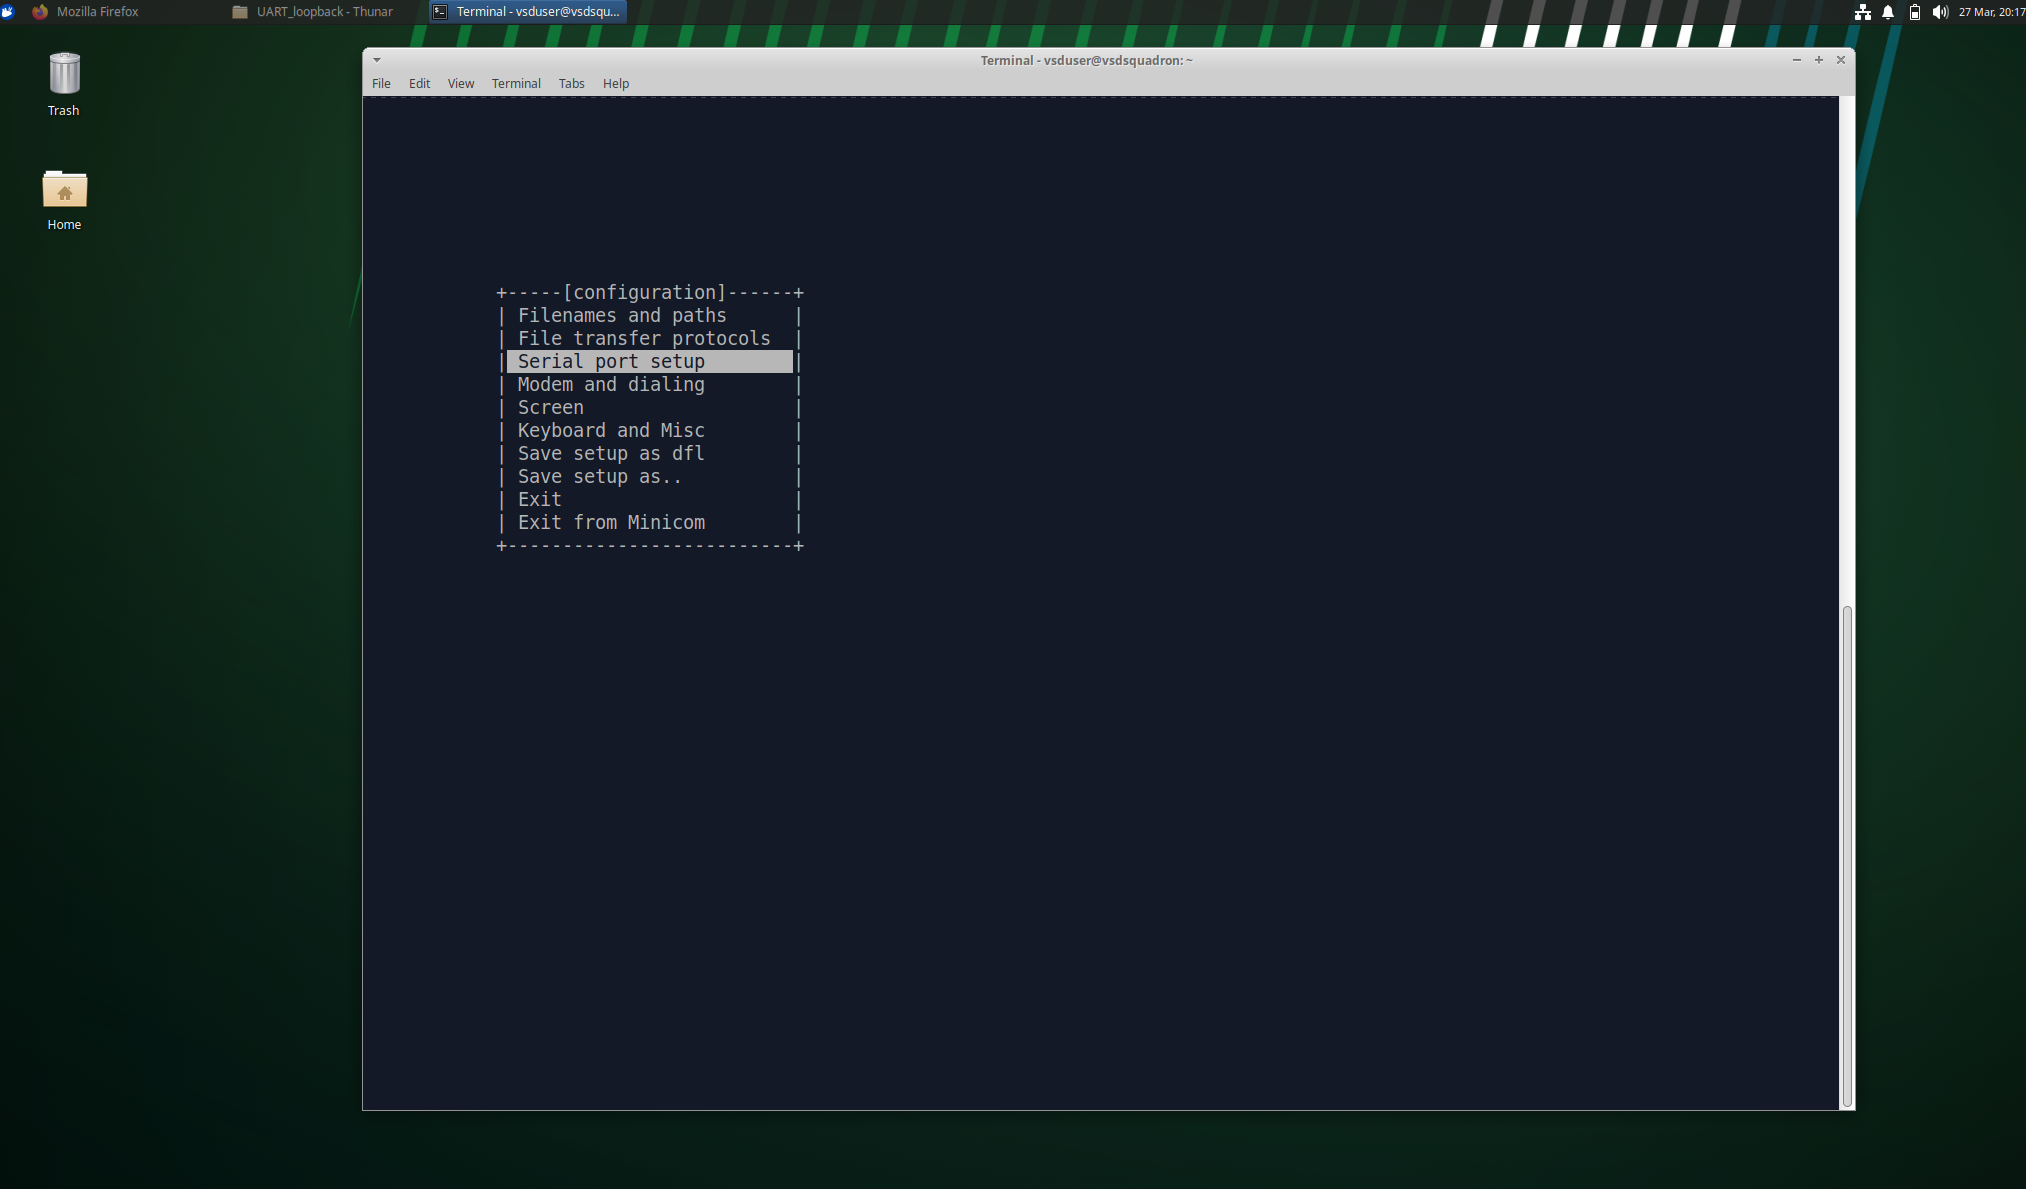 Mozilla Firefox
UART_loopback - Thunar
Terminal - vsduser@vsdsqu...
27 Mar, 20:17
Trash
Home
Terminal - vsduser@vsdsquadron: ~
File Edit View Terminal Tabs Help
+-----[configuration]------+
| Filenames and paths |
| File transfer protocols |
| Serial port setup |
| Modem and dialing |
| Screen |
| Keyboard and Misc |
| Save setup as dfl |
| Save setup as.. |
| Exit |
| Exit from Minicom |
+--------------------------+